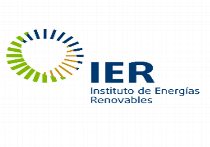 IER
Instituto de Energías
Renovables